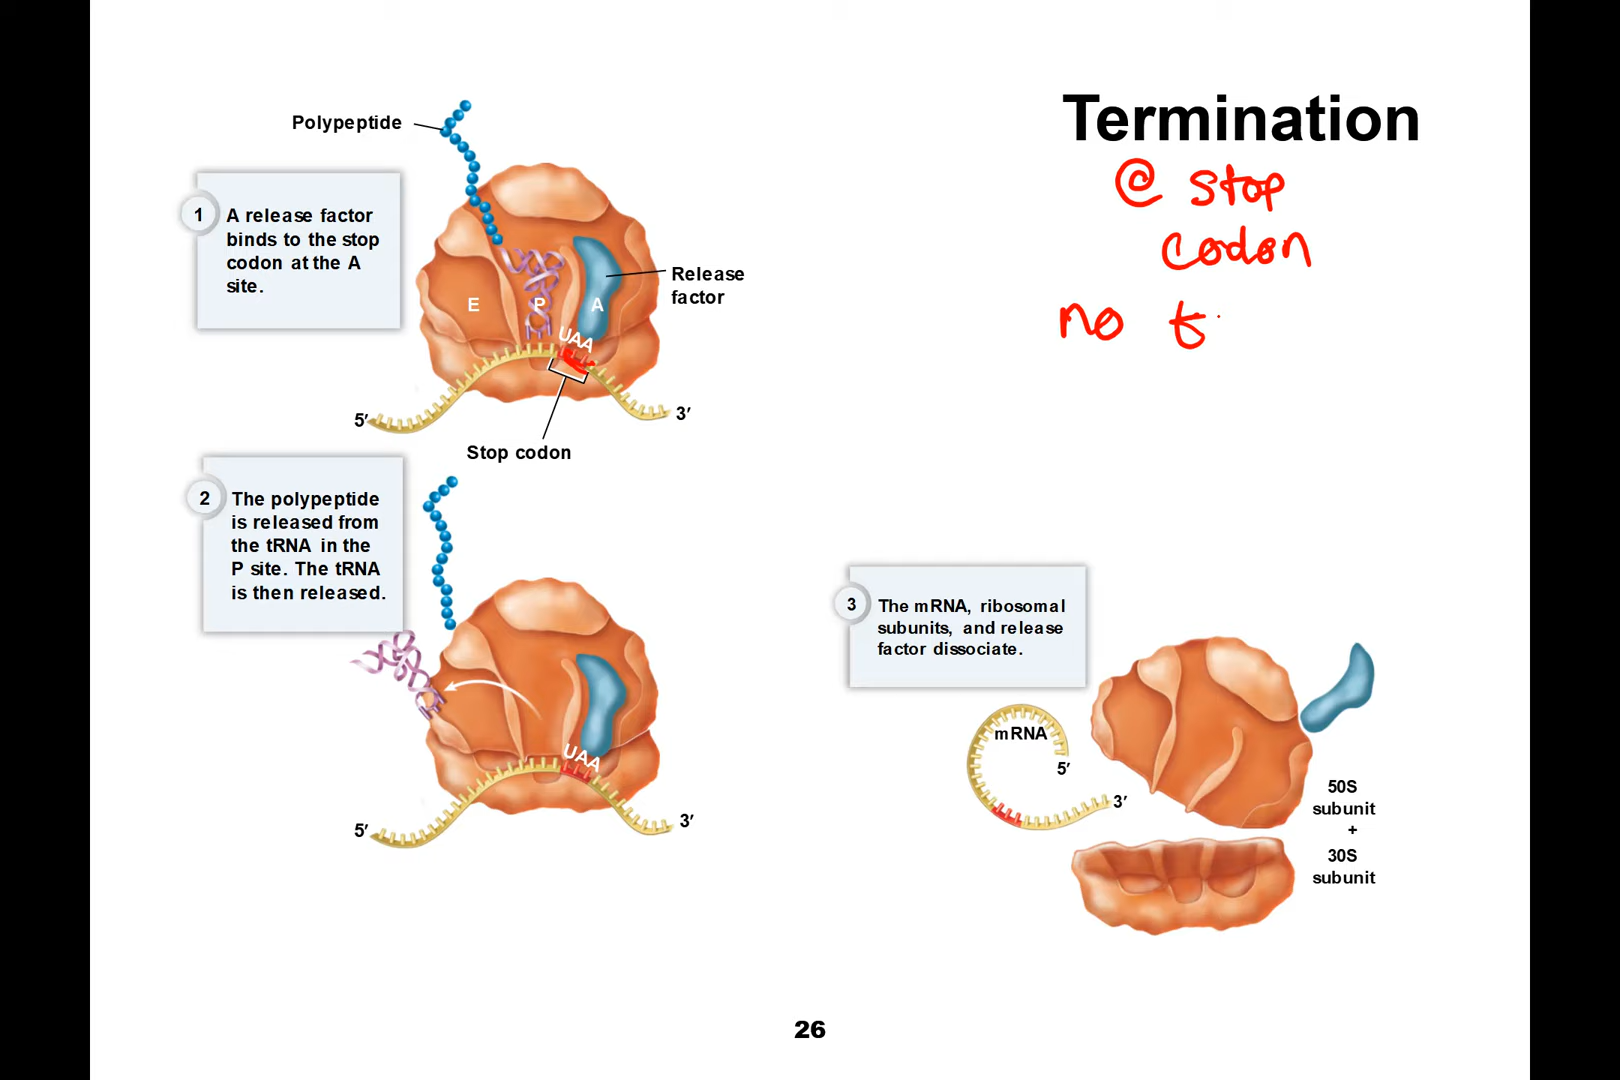 Termination
@ stop
codon
no t
Polypeptide
1 A release factor
binds to the stop
codon at the A
site.
Release
factor
E P A
UAA
5′
3′
Stop codon
2 The polypeptide
is released from
the tRNA in the
P site. The tRNA
is then released.
UAA
5′
3′
3 The mRNA, ribosomal
subunits, and release
factor dissociate.
mRNA
5′
3′
50S
subunit
+
30S
subunit
26